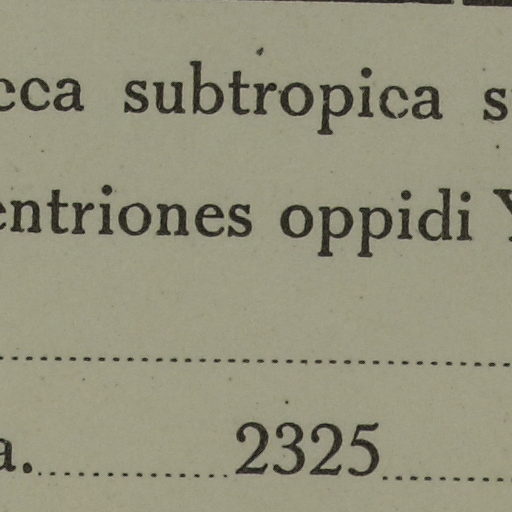 cca subtropica s
entriones oppidi Y
a. 2325